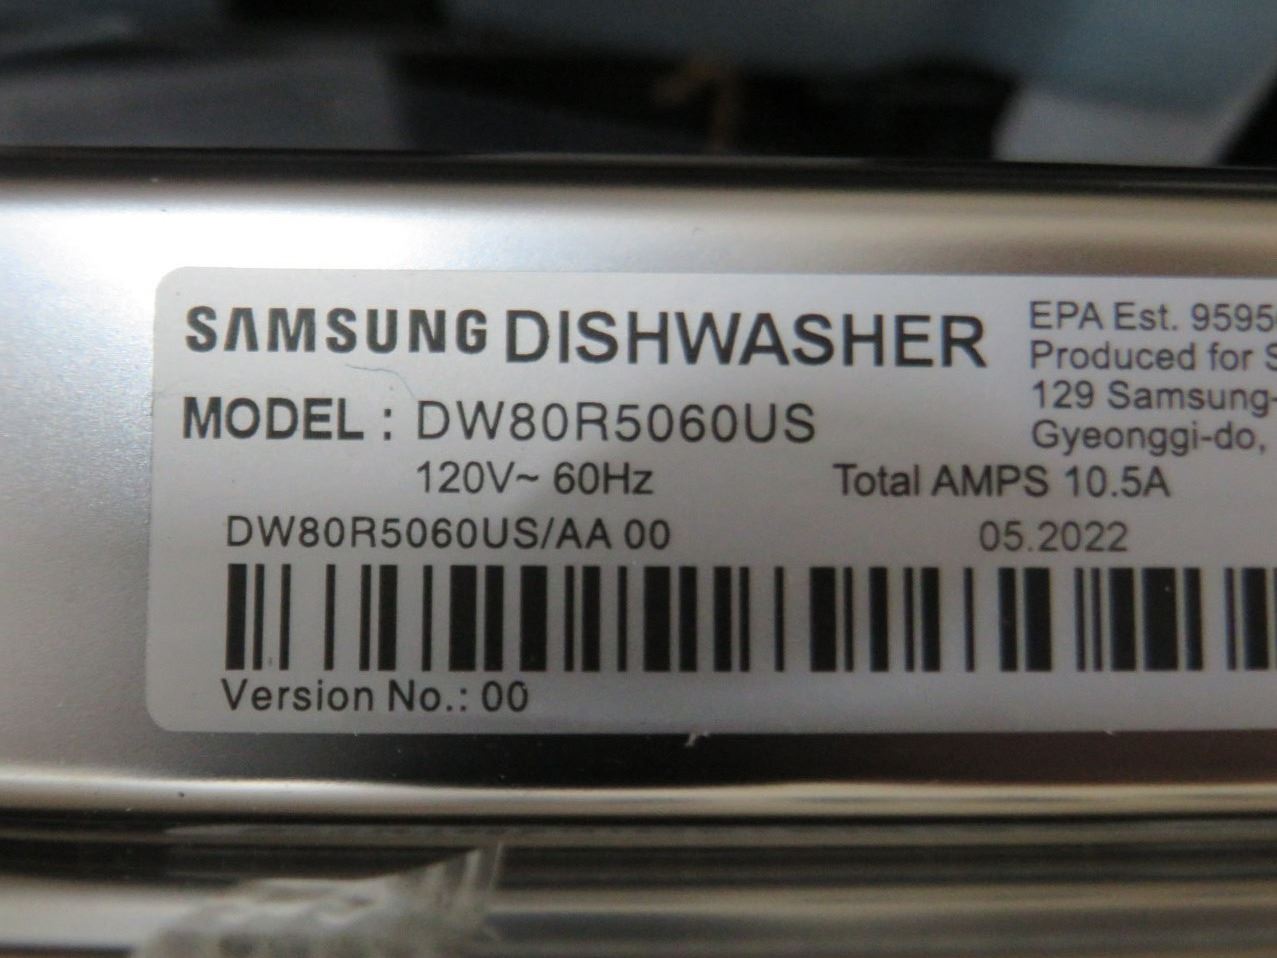 SAMSUNG DISHWASHER
MODEL : DW80R5060US
120V~ 60Hz
Total AMPS 10.5A
DW80R5060US/AA 00
05.2022
Version No.: 00
EPA Est. 9595
Produced for S
129 Samsung-
Gyeonggi-do,